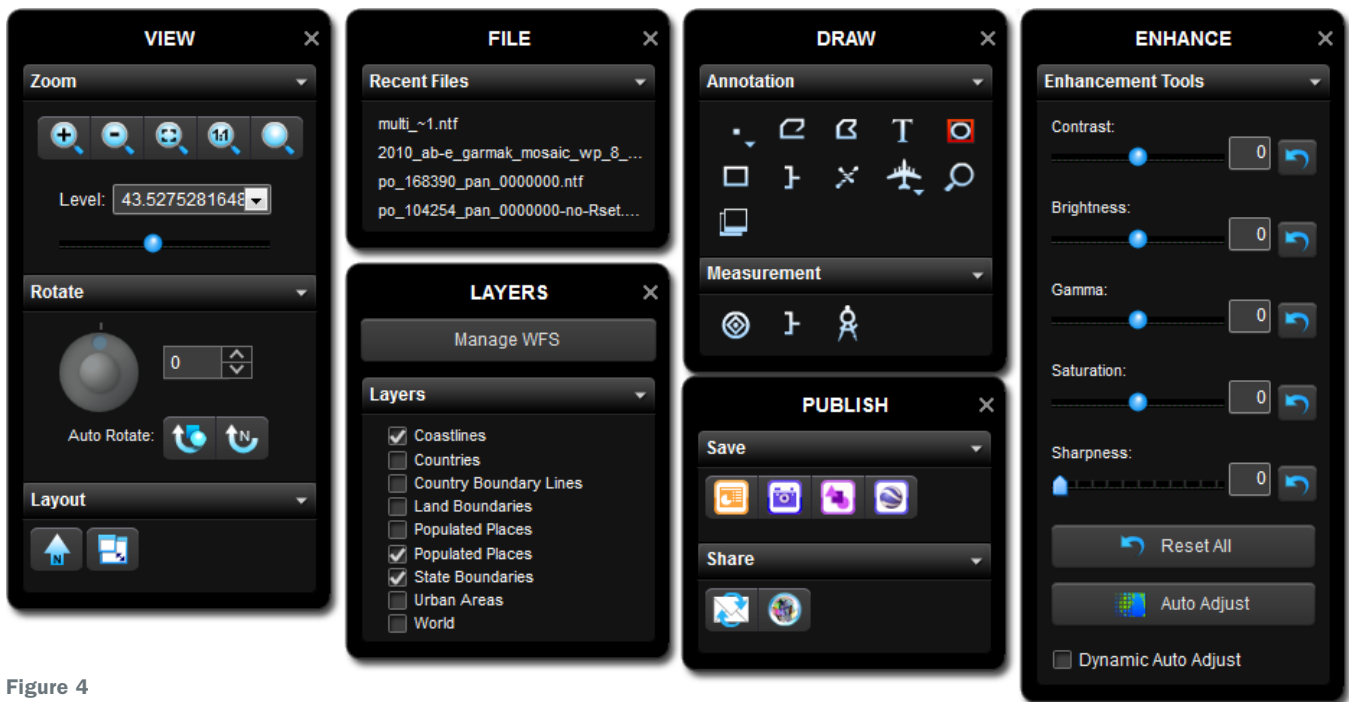 VIEW
Zoom
1:1
Level: 43.5275281648
Rotate
0
Auto Rotate:
N
Layout
N
FILE
Recent Files
multi_~1.ntf
2010_ab-e_garmak_mosaic_wp_8_...
po_168390_pan_0000000.ntf
po_104254_pan_0000000-no-Rset....
LAYERS
Manage WFS
Layers
Coastlines
Countries
Country Boundary Lines
Land Boundaries
Populated Places
Populated Places
State Boundaries
Urban Areas
World
DRAW
Annotation
T
Measurement
PUBLISH
Save
Share
ENHANCE
Enhancement Tools
Contrast:
0
Brightness:
0
Gamma:
0
Saturation:
0
Sharpness:
0
Reset All
Auto Adjust
Dynamic Auto Adjust
Figure 4